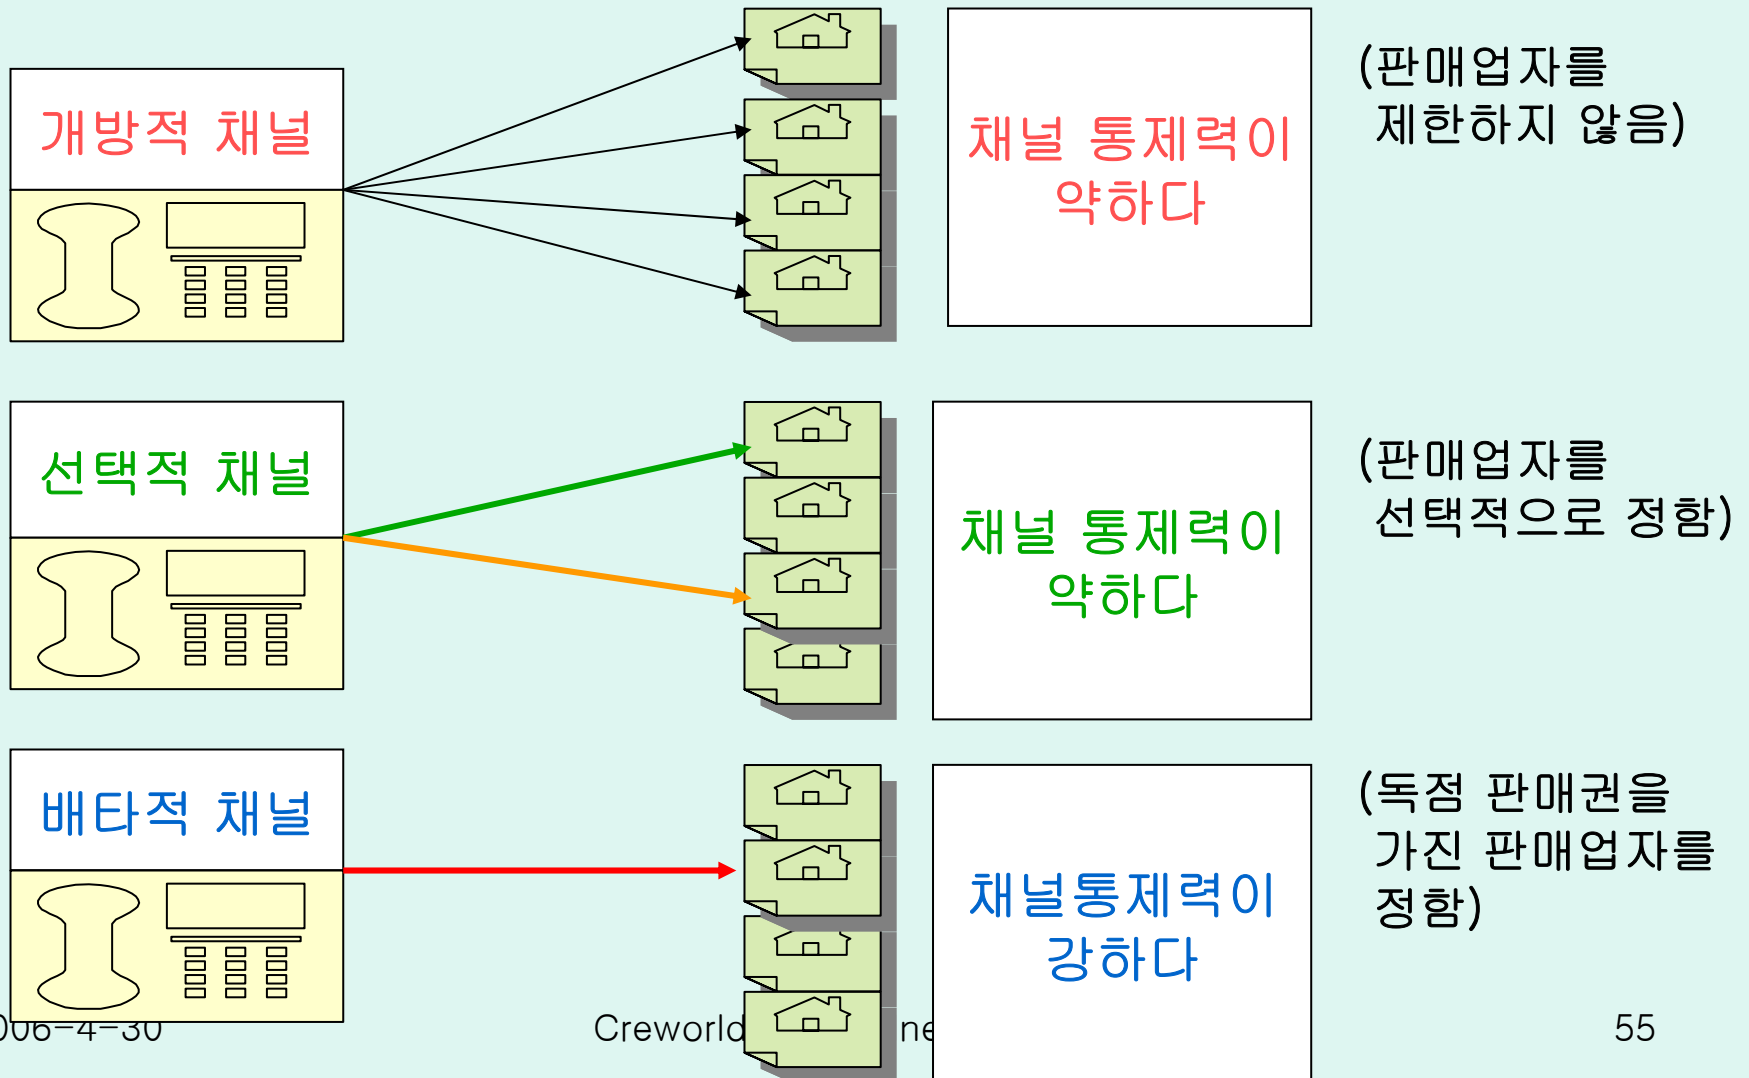 개방적 채널
채널 통제력이
약하다
(판매업자를
제한하지 않음)
선택적 채널
채널 통제력이
약하다
(판매업자를
선택적으로 정함)
배타적 채널
채널통제력이
강하다
(독점 판매권을
가진 판매업자를
정함)
006-4-30
Creworld
55